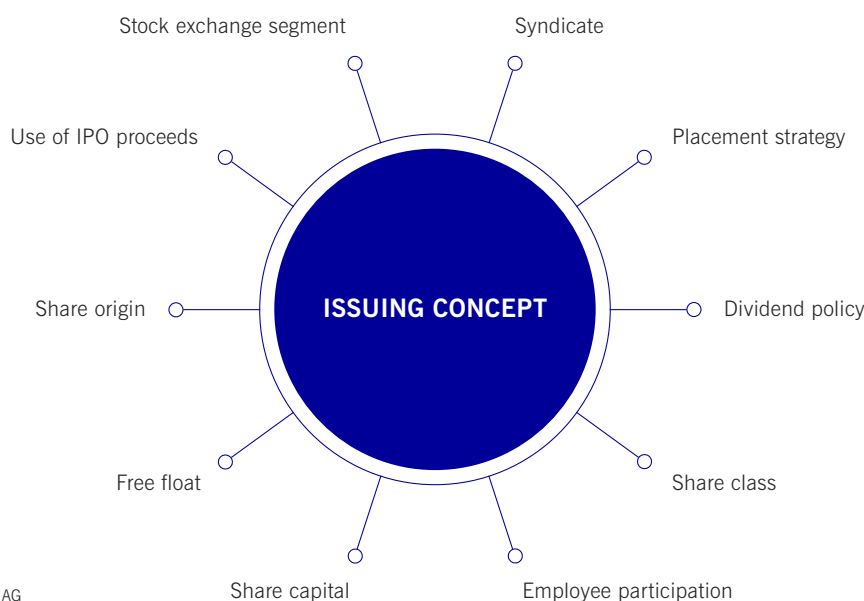 Stock exchange segment
Syndicate
Use of IPO proceeds
Placement strategy
Share origin
ISSUING CONCEPT
Dividend policy
Free float
Share class
Share capital
Employee participation
AG